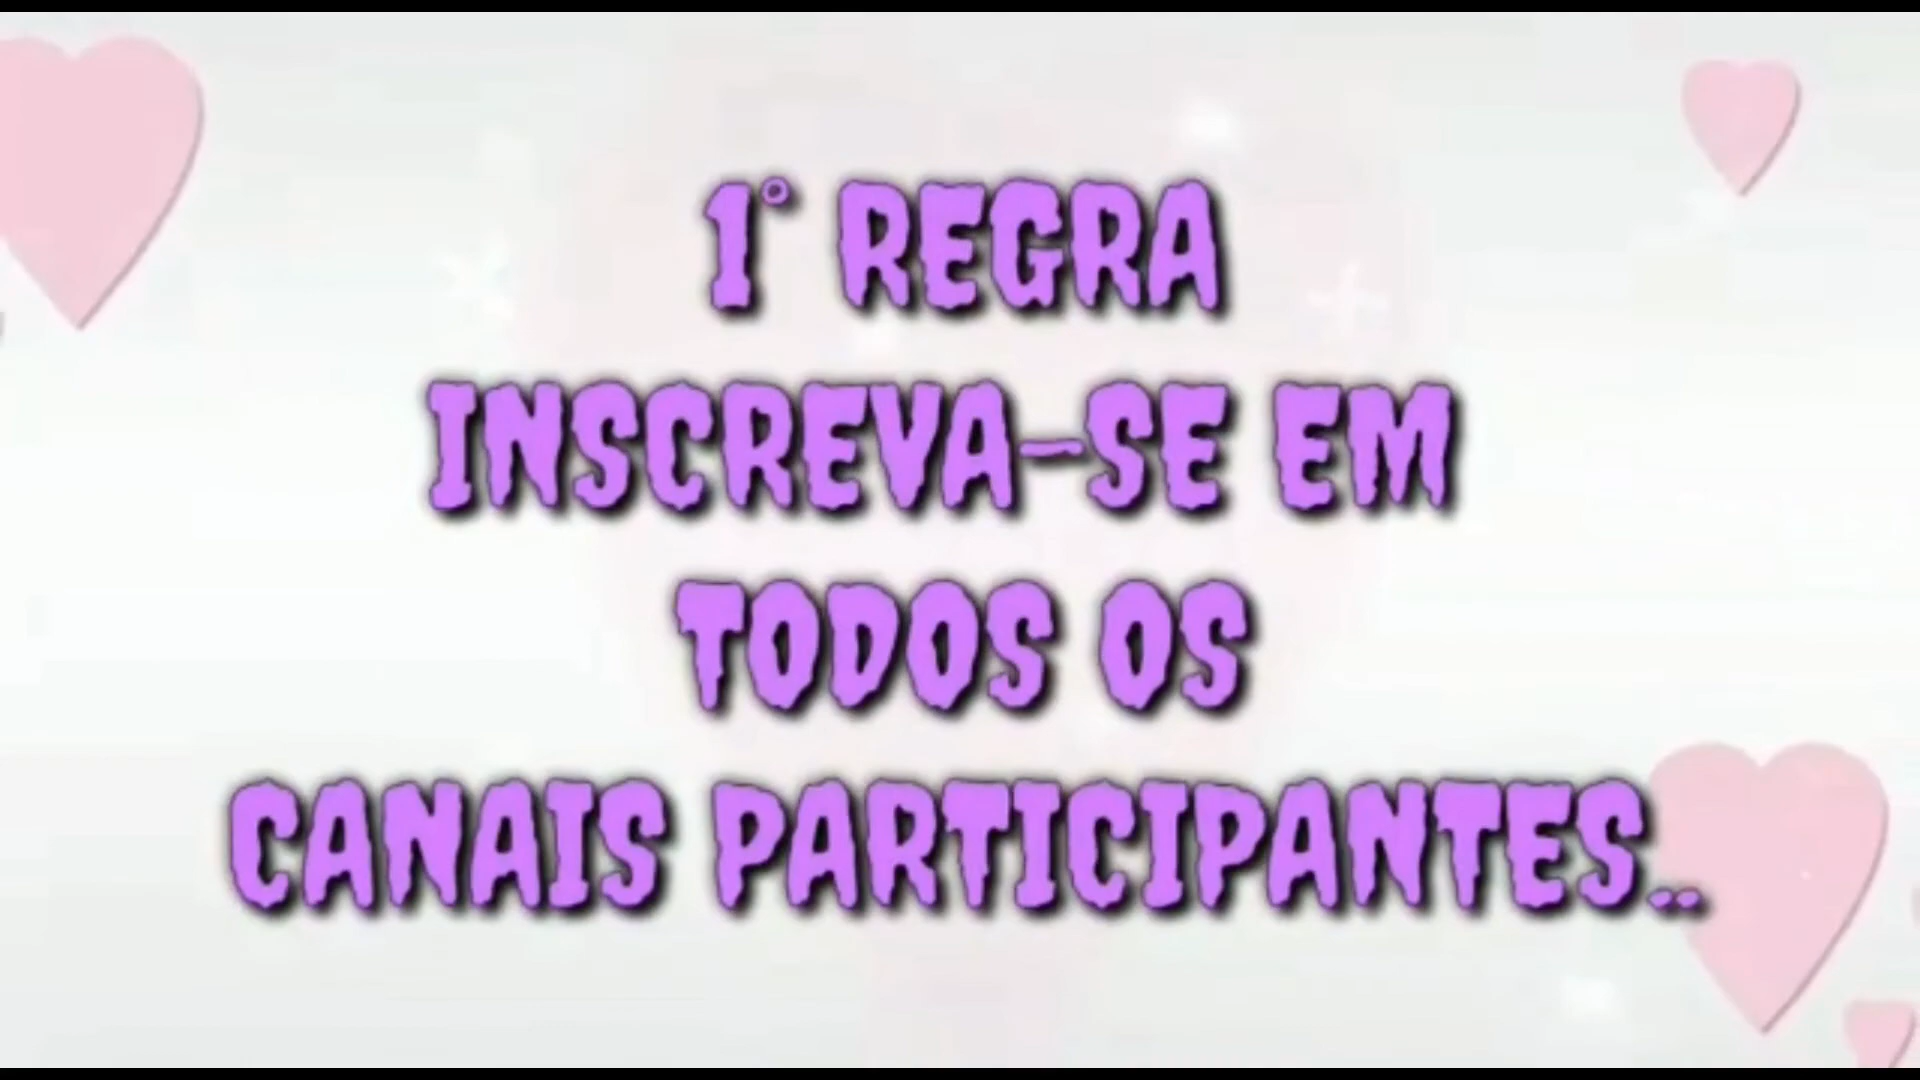 1° REGRA
INSCREVA-SE EM
TODOS OS
CANAIS PARTICIPANTES..